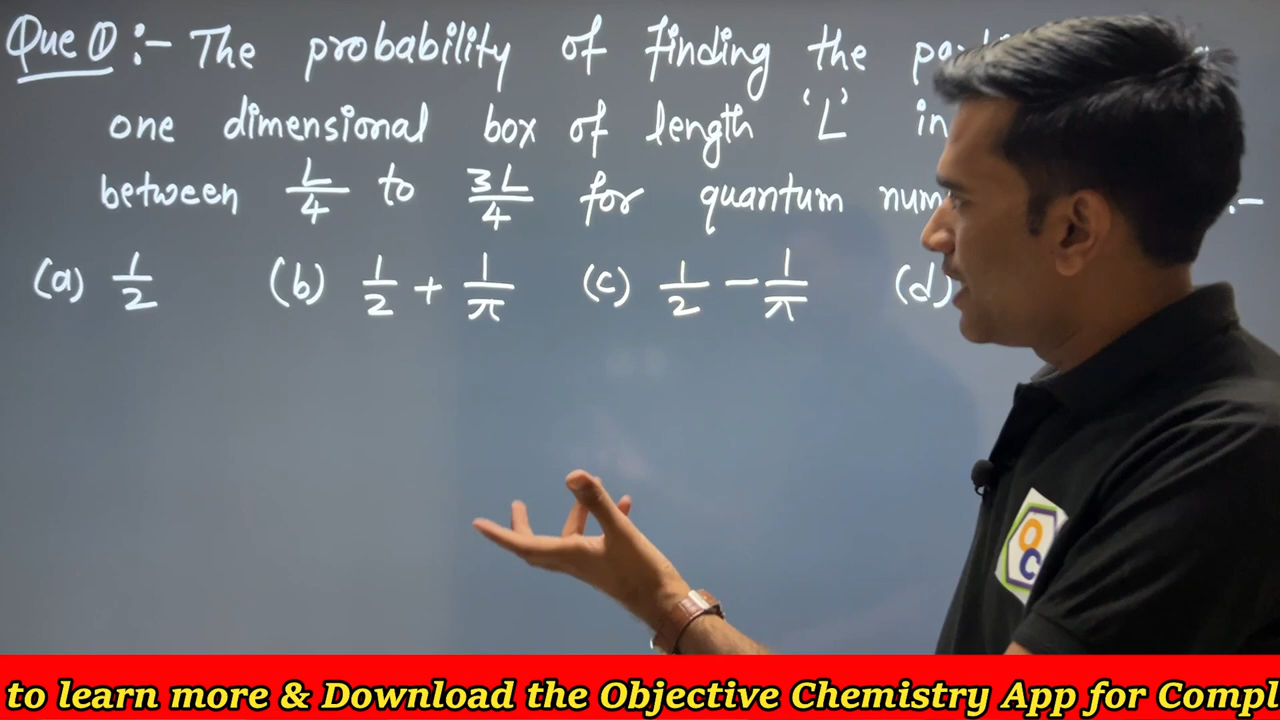 Que ① :- The probability of finding the
one dimensional box of length 'L' in
between L/4 to 3L/4 for quantum num :-
(a) 1/2 (b) 1/2 + 1/π (c) 1/2 - 1/π (d)
OC
to learn more & Download the Objective Chemistry App for Compl